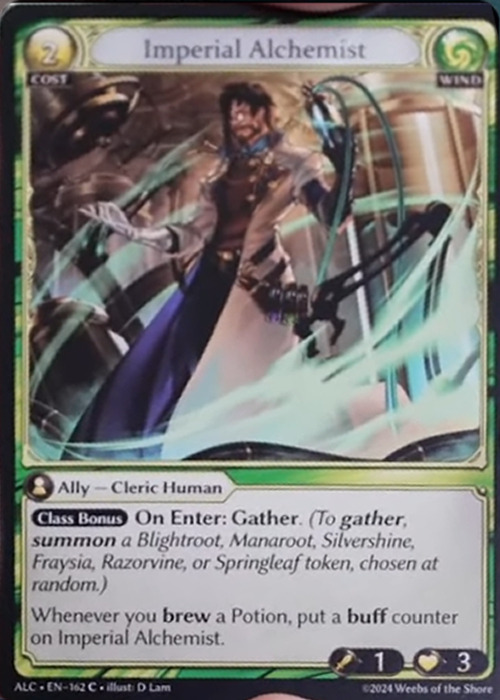 2
COST
Imperial Alchemist
WIND
Ally — Cleric Human
Class Bonus On Enter: Gather. (To gather,
summon a Blightroot, Manaroot, Silvershine,
Fraysia, Razorvine, or Springleaf token, chosen at
random.)
Whenever you brew a Potion, put a buff counter
on Imperial Alchemist.
1
3
ALC • EN-162 C • illust: D Lam
©2024 Weebs of the Shore